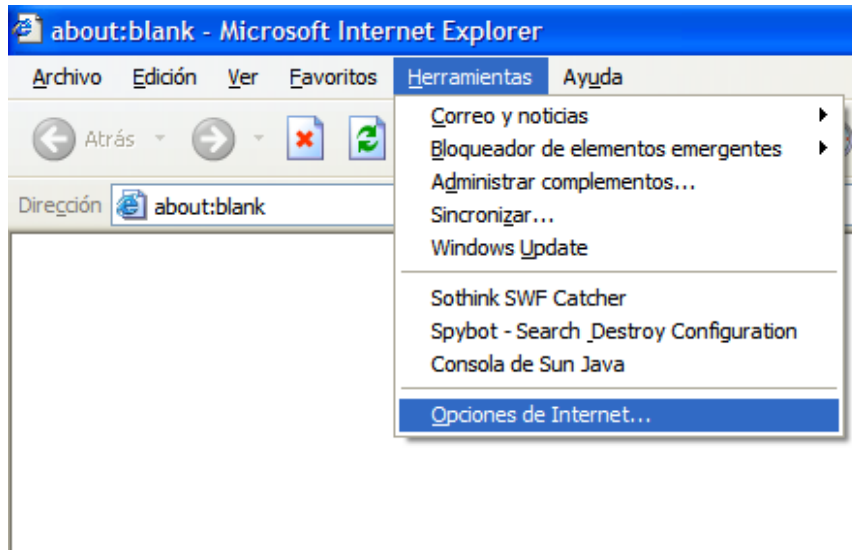 about:blank - Microsoft Internet Explorer
Archivo Edición Ver Favoritos Herramientas Ayuda
Atrás
Dirección about:blank
Correo y noticias
Bloqueador de elementos emergentes
Administrar complementos...
Sincronizar...
Windows Update
Sothink SWF Catcher
Spybot - Search _Destroy Configuration
Consola de Sun Java
Opciones de Internet...